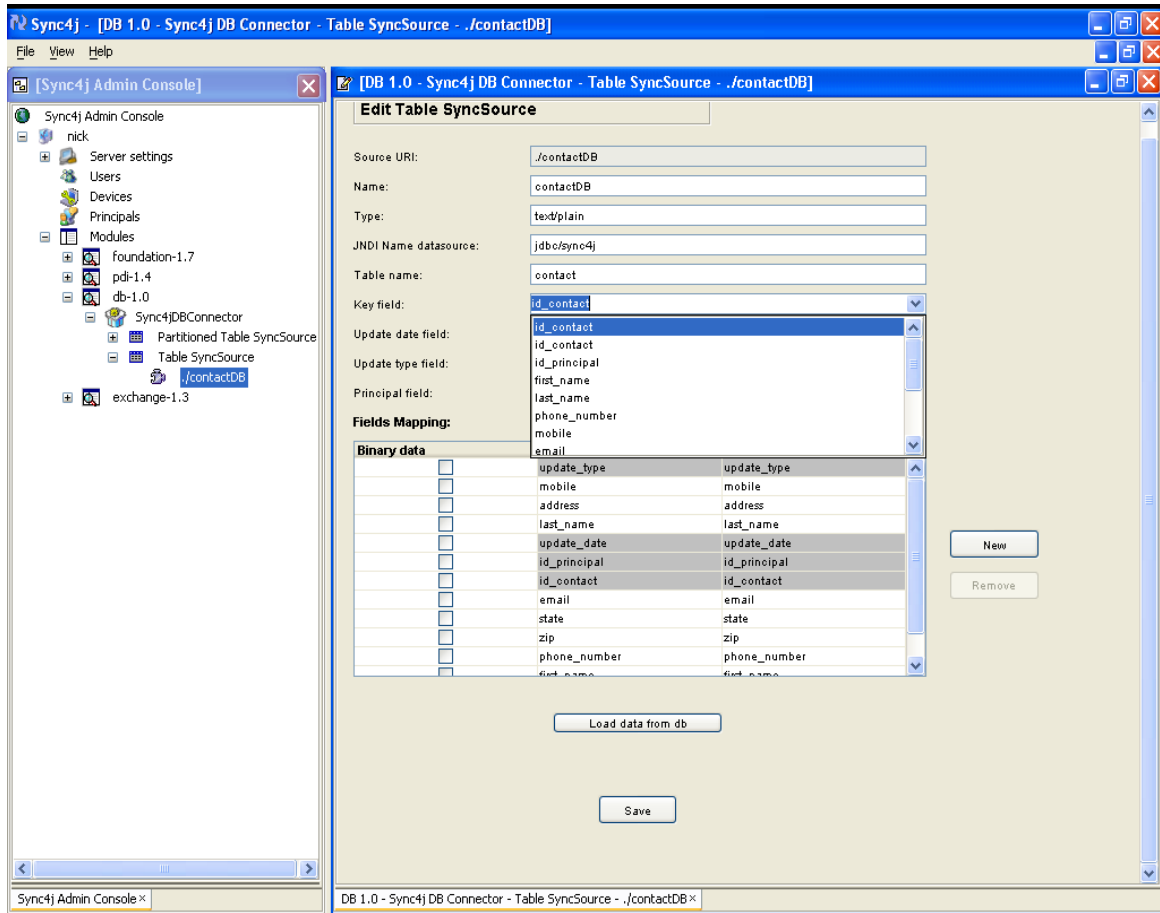 Sync4j - [DB 1.0 - Sync4j DB Connector - Table SyncSource - ./contactDB]
File View Help
[Sync4j Admin Console]
Sync4j Admin Console
nick
Server settings
Users
Devices
Principals
Modules
foundation-1.7
pdi-1.4
db-1.0
Sync4jDBConnector
Partitioned Table SyncSource
Table SyncSource
./contactDB
exchange-1.3
Sync4j Admin Console
[DB 1.0 - Sync4j DB Connector - Table SyncSource - ./contactDB]
Edit Table SyncSource
Source URI: ./contactDB
Name: contactDB
Type: text/plain
JNDI Name datasource: jdbc/sync4j
Table name: contact
Key field: id_contact
id_contact
id_contact
id_principal
first_name
last_name
phone_number
mobile
email
Update date field:
Update type field:
Principal field:
Fields Mapping:
Binary data
update_type update_type
mobile mobile
address address
last_name last_name
update_date update_date
id_principal id_principal
id_contact id_contact
email email
state state
zip zip
phone_number phone_number
first_name first_name
New
Remove
Load data from db
Save
DB 1.0 - Sync4j DB Connector - Table SyncSource - ./contactDB